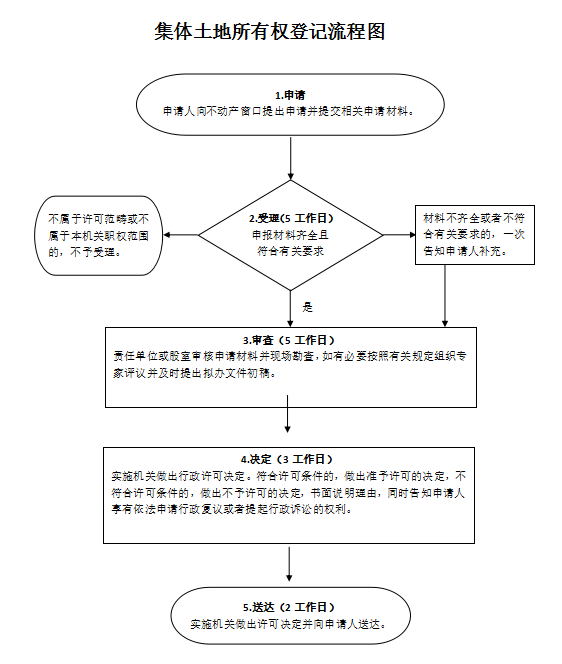 集体土地所有权登记流程图
1.申请
申请人向不动产窗口提出申请并提交相关申请材料。
不属于许可范畴或不
属于本机关职权范围
的，不予受理。
2.受理(5 工作日)
申报材料齐全且
符合有关要求
材料不齐全或者不符
合有关要求的，一次
告知申请人补充。
是
3.审查（5 工作日）
责任单位或股室审核申请材料并现场勘查，如有必要按照有关规定组织专
家评议并及时提出拟办文件初稿。
4.决定（3 工作日）
实施机关做出行政许可决定。符合许可条件的，做出准予许可的决定，不
符合许可条件的，做出不予许可的决定，书面说明理由，同时告知申请人
享有依法申请行政复议或者提起行政诉讼的权利。
5.送达（2 工作日）
实施机关做出许可决定并向申请人送达。